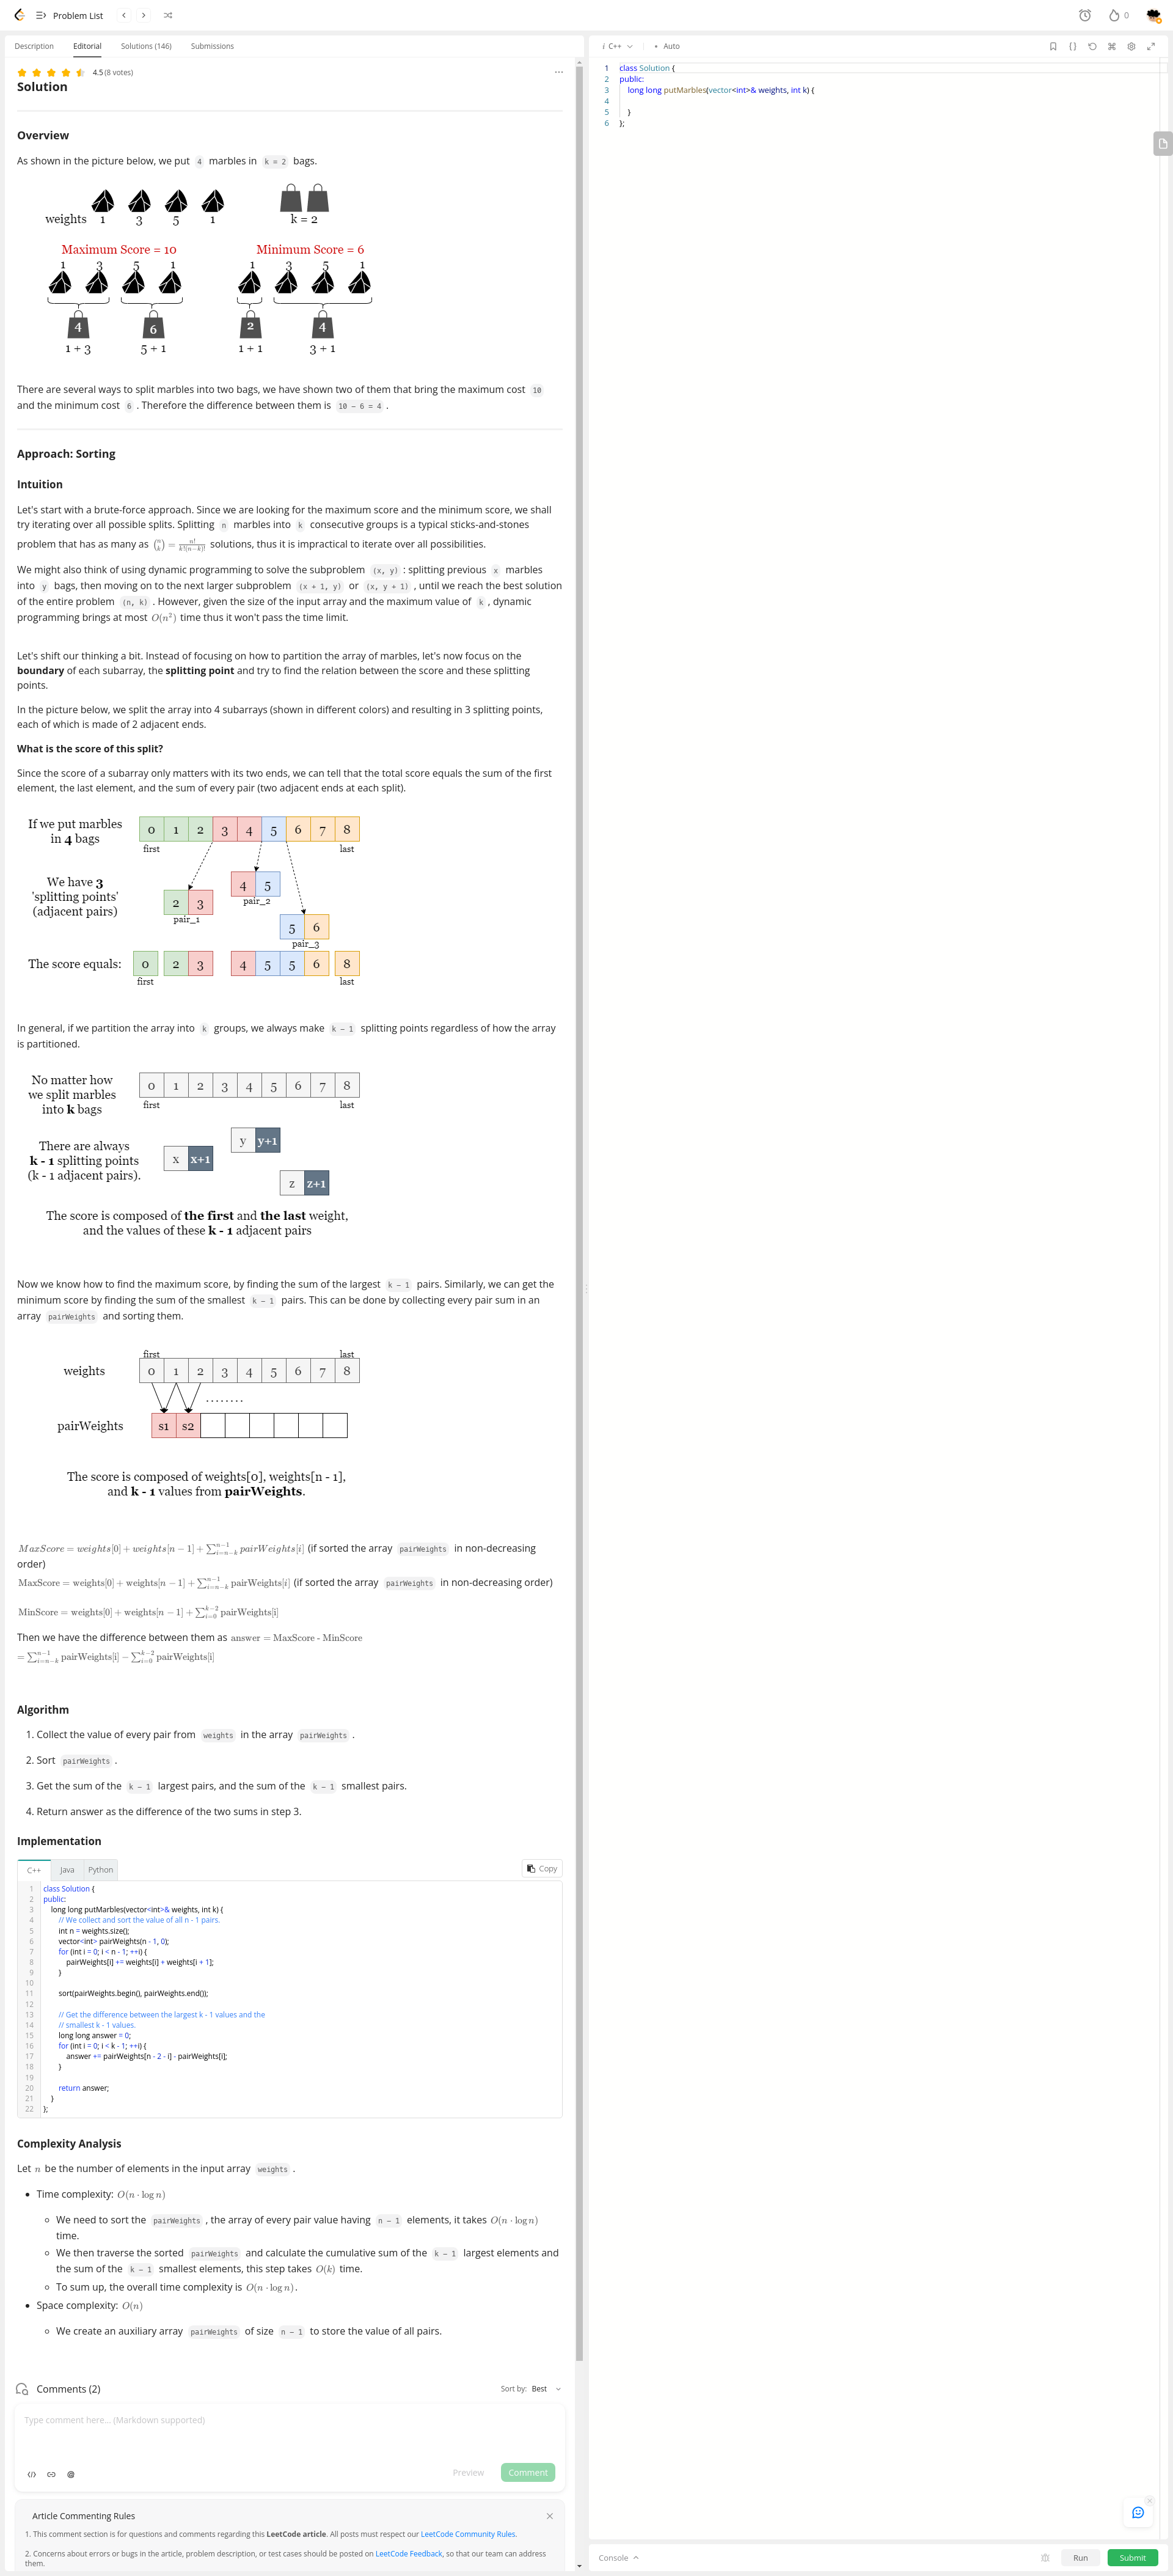 Problem List
0
Description Editorial Solutions (146) Submissions
4.5 (8 votes)
Solution
Overview
As shown in the picture below, we put 4 marbles in k = 2 bags.
weights 1 3 5 1 k = 2
Maximum Score = 10 Minimum Score = 6
1 3 5 1 1 3 5 1
4 6 2 4
1 + 3 5 + 1 1 + 1 3 + 1
There are several ways to split marbles into two bags, we have shown two of them that bring the maximum cost 10
and the minimum cost 6 . Therefore the difference between them is 10 − 6 = 4 .
Approach: Sorting
Intuition
Let's start with a brute-force approach. Since we are looking for the maximum score and the minimum score, we shall
try iterating over all possible splits. Splitting n marbles into k consecutive groups is a typical sticks-and-stones
problem that has as many as (n k) = n!/k!(n−k)! solutions, thus it is impractical to iterate over all possibilities.
We might also think of using dynamic programming to solve the subproblem (x, y) : splitting previous x marbles
into y bags, then moving on to the next larger subproblem (x + 1, y) or (x, y + 1) , until we reach the best solution
of the entire problem (n, k) . However, given the size of the input array and the maximum value of k , dynamic
programming brings at most O(n²) time thus it won't pass the time limit.
Let's shift our thinking a bit. Instead of focusing on how to partition the array of marbles, let's now focus on the
boundary of each subarray, the splitting point and try to find the relation between the score and these splitting
points.
In the picture below, we split the array into 4 subarrays (shown in different colors) and resulting in 3 splitting points,
each of which is made of 2 adjacent ends.
What is the score of this split?
Since the score of a subarray only matters with its two ends, we can tell that the total score equals the sum of the first
element, the last element, and the sum of every pair (two adjacent ends at each split).
If we put marbles
in 4 bags
0 1 2 3 4 5 6 7 8
first last
We have 3
'splitting points'
(adjacent pairs)
4 5
pair_2
2 3
pair_1
5 6
pair_3
The score equals: 0 2 3 4 5 5 6 8
first last
In general, if we partition the array into k groups, we always make k − 1 splitting points regardless of how the array
is partitioned.
No matter how
we split marbles
into k bags
0 1 2 3 4 5 6 7 8
first last
There are always
k - 1 splitting points
(k - 1 adjacent pairs).
y y+1
x x+1
z z+1
The score is composed of the first and the last weight,
and the values of these k - 1 adjacent pairs
Now we know how to find the maximum score, by finding the sum of the largest k − 1 pairs. Similarly, we can get the
minimum score by finding the sum of the smallest k − 1 pairs. This can be done by collecting every pair sum in an
array pairWeights and sorting them.
first last
weights 0 1 2 3 4 5 6 7 8
........
pairWeights s1 s2
The score is composed of weights[0], weights[n - 1],
and k - 1 values from pairWeights.
MaxScore = weights[0] + weights[n − 1] + ∑_{i=n−k}^{n−1} pairWeights[i] (if sorted the array pairWeights in non-decreasing
order)
MaxScore = weights[0] + weights[n − 1] + ∑_{i=n−k}^{n−1} pairWeights[i] (if sorted the array pairWeights in non-decreasing order)
MinScore = weights[0] + weights[n − 1] + ∑_{i=0}^{k−2} pairWeights[i]
Then we have the difference between them as answer = MaxScore - MinScore
= ∑_{i=n−k}^{n−1} pairWeights[i] − ∑_{i=0}^{k−2} pairWeights[i]
Algorithm
1. Collect the value of every pair from weights in the array pairWeights .
2. Sort pairWeights .
3. Get the sum of the k − 1 largest pairs, and the sum of the k − 1 smallest pairs.
4. Return answer as the difference of the two sums in step 3.
Implementation
C++ Java Python Copy
1 class Solution {
2 public:
3 long long putMarbles(vector<int>& weights, int k) {
4 // We collect and sort the value of all n - 1 pairs.
5 int n = weights.size();
6 vector<int> pairWeights(n - 1, 0);
7 for (int i = 0; i < n - 1; ++i) {
8 pairWeights[i] += weights[i] + weights[i + 1];
9 }
10
11 sort(pairWeights.begin(), pairWeights.end());
12
13 // Get the difference between the largest k - 1 values and the
14 // smallest k - 1 values.
15 long long answer = 0;
16 for (int i = 0; i < k - 1; ++i) {
17 answer += pairWeights[n - 2 - i] - pairWeights[i];
18 }
19
20 return answer;
21 }
22 };
Complexity Analysis
Let n be the number of elements in the input array weights .
• Time complexity: O(n · log n)
◦ We need to sort the pairWeights , the array of every pair value having n − 1 elements, it takes O(n · log n)
time.
◦ We then traverse the sorted pairWeights and calculate the cumulative sum of the k − 1 largest elements and
the sum of the k − 1 smallest elements, this step takes O(k) time.
◦ To sum up, the overall time complexity is O(n · log n).
• Space complexity: O(n)
◦ We create an auxiliary array pairWeights of size n − 1 to store the value of all pairs.
Comments (2)
Sort by: Best
Type comment here... (Markdown supported)
Preview Comment
Article Commenting Rules
1. This comment section is for questions and comments regarding this LeetCode article. All posts must respect our LeetCode Community Rules.
2. Concerns about errors or bugs in the article, problem description, or test cases should be posted on LeetCode Feedback, so that our team can address
them.
i C++ • Auto
1 class Solution {
2 public:
3 long long putMarbles(vector<int>& weights, int k) {
4
5 }
6 };
Console
Run
Submit